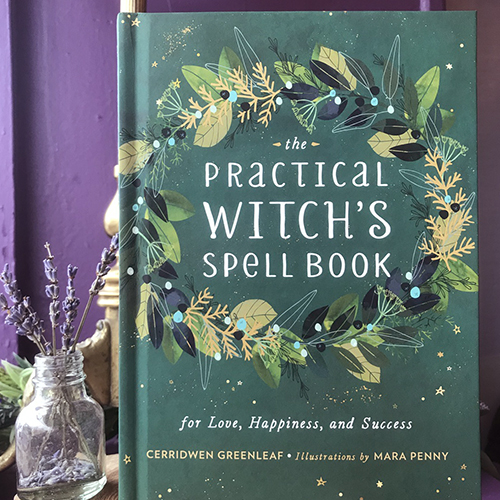 the
PRACTICAL
WITCH'S
SPELL BOOK
for Love, Happiness, and Success
CERRIDWEN GREENLEAF • Illustrations by MARA PENNY